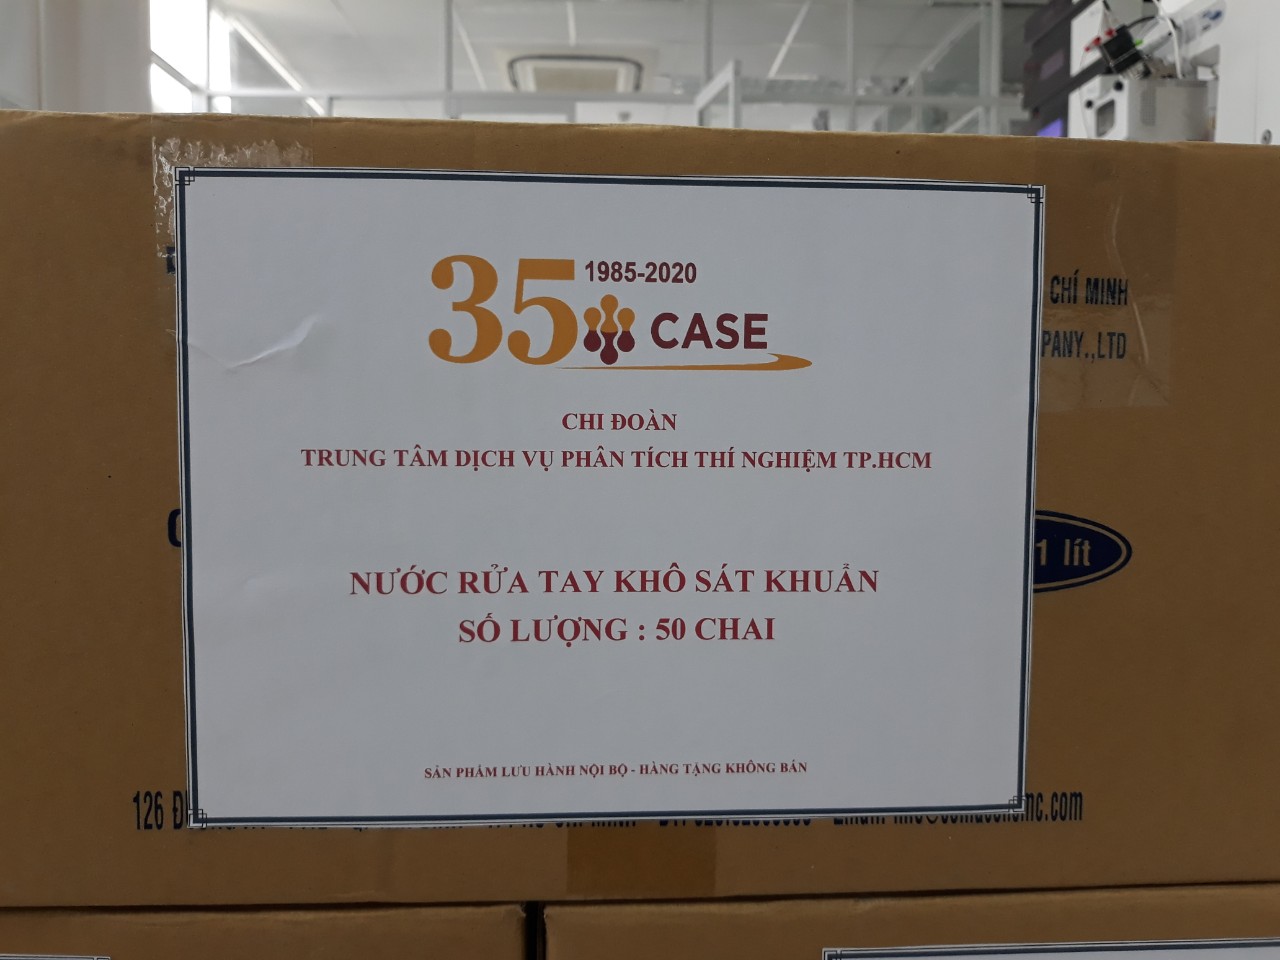 35 1985-2020
CASE
CHI ĐOÀN
TRUNG TÂM DỊCH VỤ PHÂN TÍCH THÍ NGHIỆM TP.HCM
NƯỚC RỬA TAY KHÔ SÁT KHUẨN
SỐ LƯỢNG : 50 CHAI
SẢN PHẨM LƯU HÀNH NỘI BỘ - HÀNG TẶNG KHÔNG BÁN
CHÍ MINH
PANY.,LTD
1 lít
126
mc.com